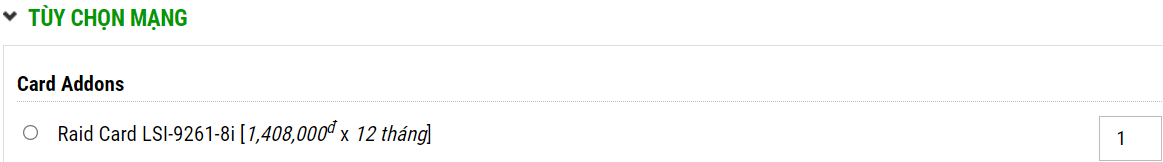 TÙY CHỌN MẠNG
Card Addons
Raid Card LSI-9261-8i [1,408,000đ x 12 tháng]
1